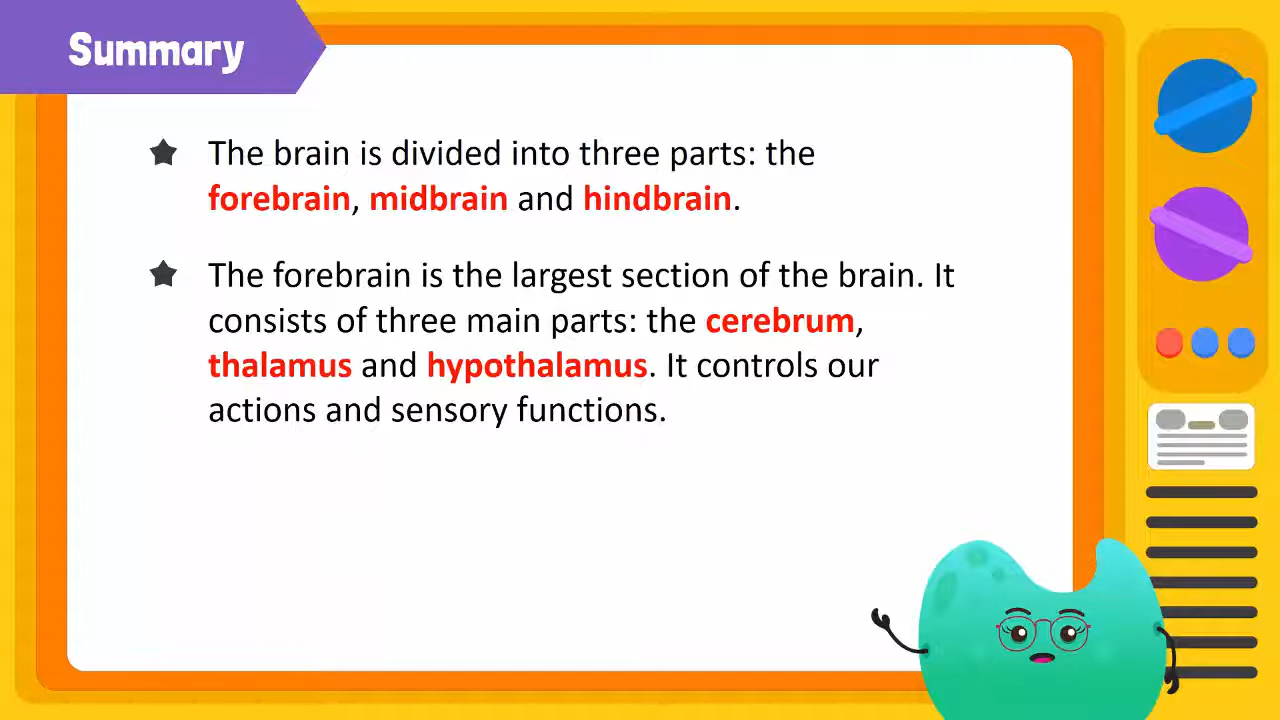 Summary
The brain is divided into three parts: the
forebrain, midbrain and hindbrain.
The forebrain is the largest section of the brain. It
consists of three main parts: the cerebrum,
thalamus and hypothalamus. It controls our
actions and sensory functions.